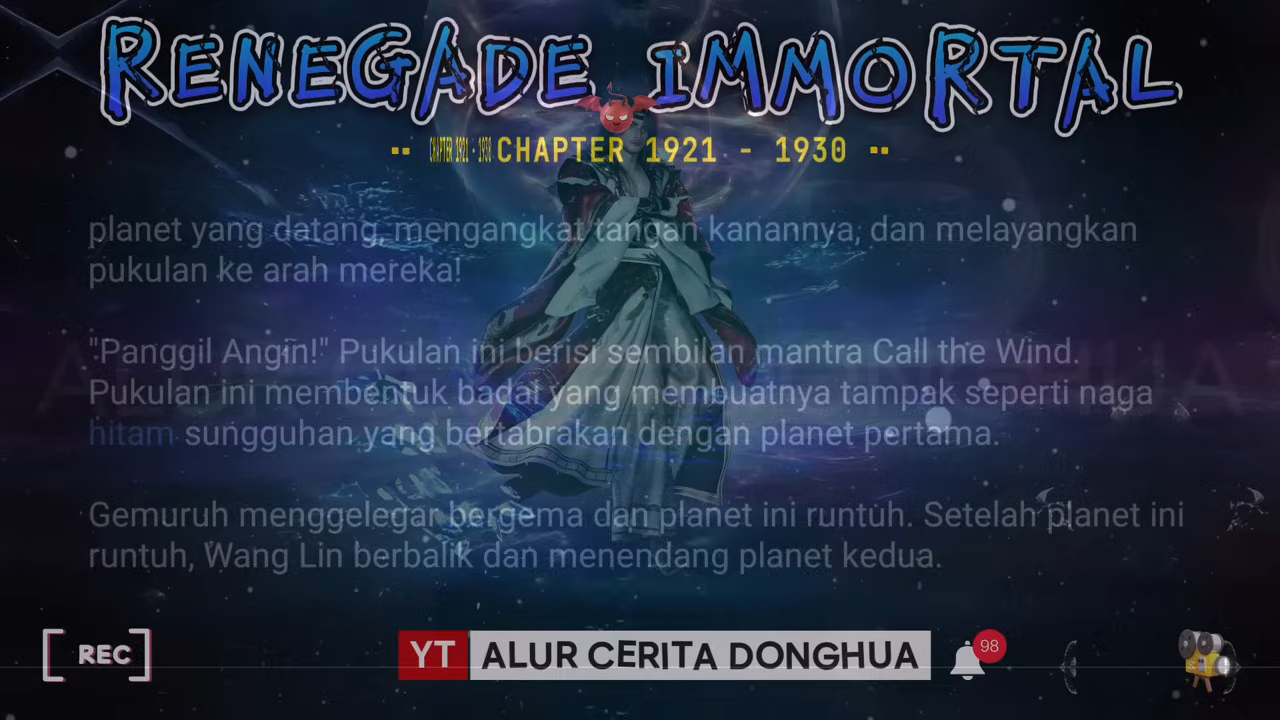 RENEGADE IMMORTAL
CHAPTER 1921 - 1930 CHAPTER 1921 - 1930
planet yang datang, mengangkat tangan kanannya, dan melayangkan
pukulan ke arah mereka!
"Panggil Angin!" Pukulan ini berisi sembilan mantra Call the Wind.
Pukulan ini membentuk badai yang membuatnya tampak seperti naga
hitam sungguhan yang bertabrakan dengan planet pertama.
Gemuruh menggelegar bergema dan planet ini runtuh. Setelah planet ini
runtuh, Wang Lin berbalik dan menendang planet kedua.
REC
YT ALUR CERITA DONGHUA
98